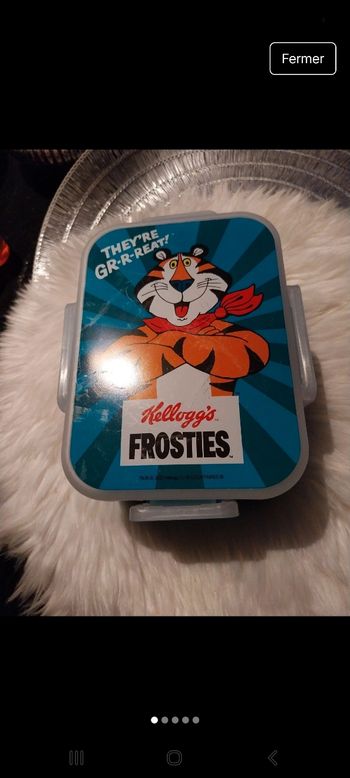 Fermer
THEY'RE
GR-R-REAT!
Kellogg's
FROSTIES